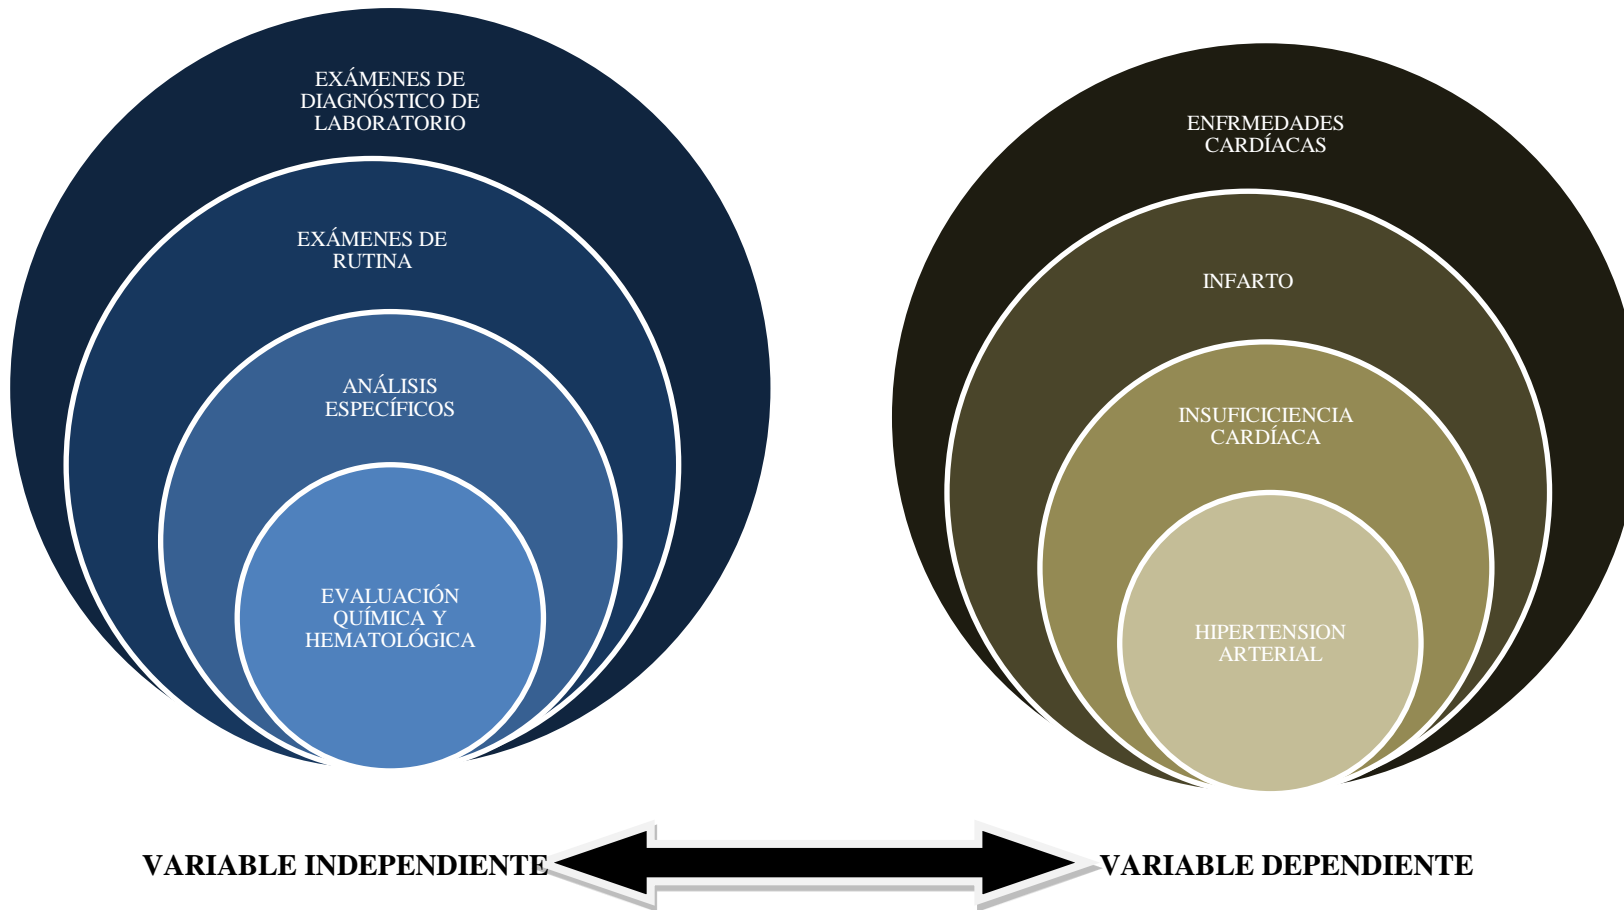 EXÁMENES DE
DIAGNÓSTICO DE
LABORATORIO
EXÁMENES DE
RUTINA
ANÁLISIS
ESPECÍFICOS
EVALUACIÓN
QUÍMICA Y
HEMATOLÓGICA
ENFRMEDADES
CARDÍACAS
INFARTO
INSUFICICIENCIA
CARDÍACA
HIPERTENSION
ARTERIAL
VARIABLE INDEPENDIENTE
VARIABLE DEPENDIENTE